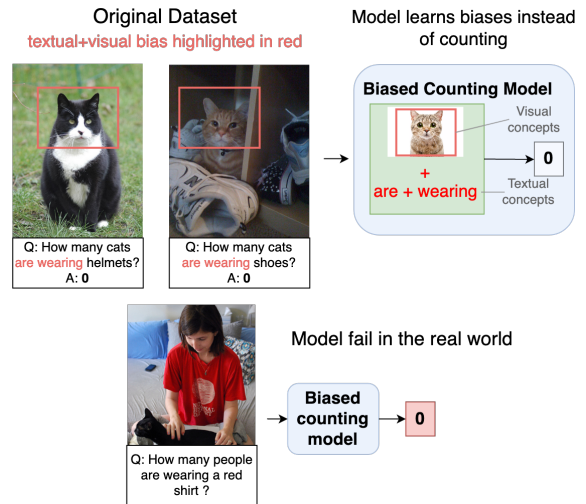 Original Dataset
textual+visual bias highlighted in red
Q: How many cats
are wearing helmets?
A: 0
Q: How many cats
are wearing shoes?
A: 0
Model learns biases instead
of counting
Biased Counting Model
Visual
concepts
+
are + wearing
Textual
concepts
0
Model fail in the real world
Q: How many people
are wearing a red
shirt ?
Biased
counting
model
0